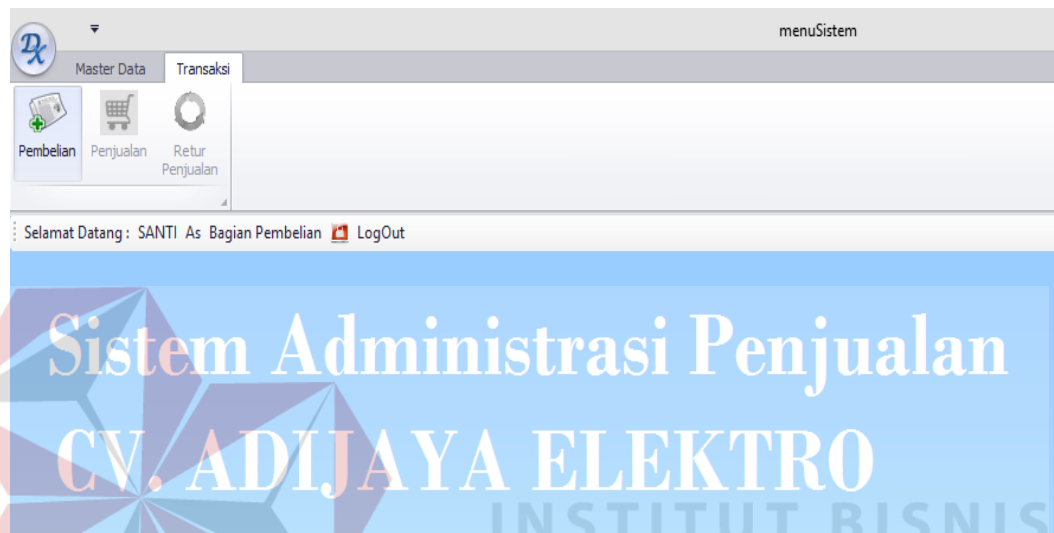 menuSistem
Master Data Transaksi
Pembelian Penjualan Retur Penjualan
Selamat Datang : SANTI As Bagian Pembelian LogOut
Sistem Administrasi Penjualan
CV. ADIJAYA ELEKTRO
INSTITUT BISNIS